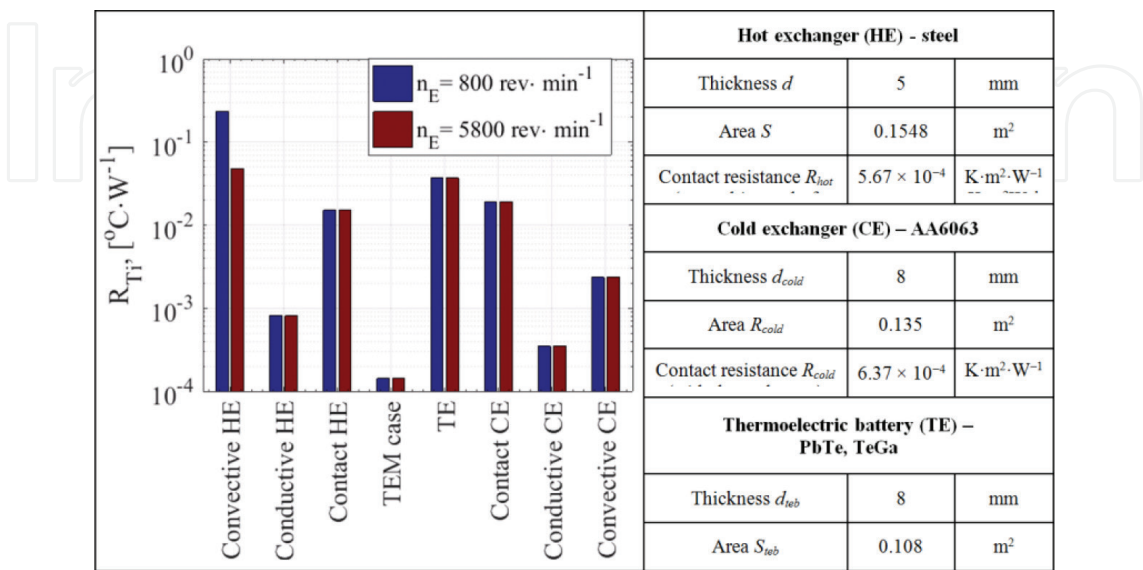 10⁰
10⁻¹
10⁻²
10⁻³
10⁻⁴
R_Ti, [°C·W⁻¹]
n_E = 800 rev· min⁻¹
n_E = 5800 rev· min⁻¹
Convective HE
Conductive HE
Contact HE
TEM case
TE
Contact CE
Conductive CE
Convective CE
Hot exchanger (HE) - steel
Thickness d 5 mm
Area S 0.1548 m²
Contact resistance R_hot 5.67 × 10⁻⁴ K·m²·W⁻¹
Cold exchanger (CE) – AA6063
Thickness d_cold 8 mm
Area R_cold 0.135 m²
Contact resistance R_cold 6.37 × 10⁻⁴ K·m²·W⁻¹
Thermoelectric battery (TE) –
PbTe, TeGa
Thickness d_teb 8 mm
Area S_teb 0.108 m²